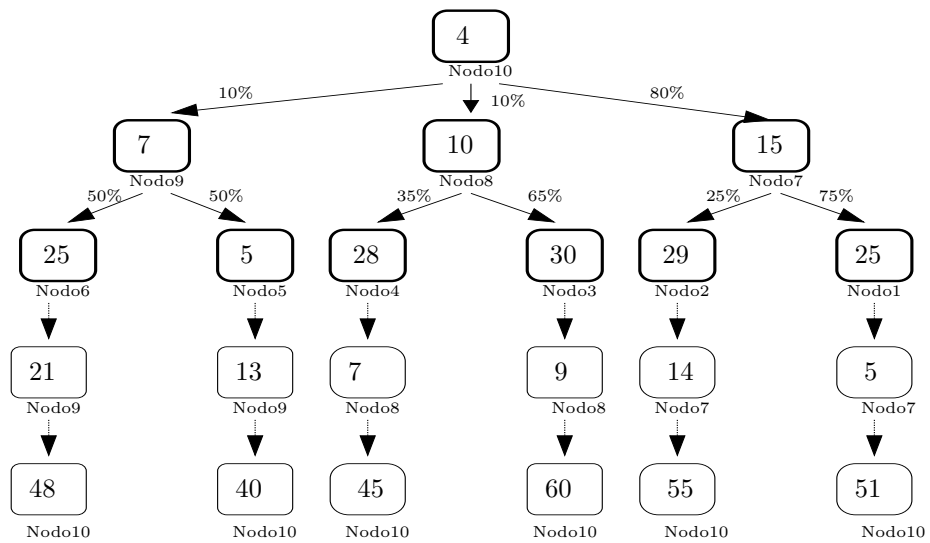 4
Nodo10
10% 10% 80%
7 10 15
Nodo9 Nodo8 Nodo7
50% 50% 35% 65% 25% 75%
25 5 28 30 29 25
Nodo6 Nodo5 Nodo4 Nodo3 Nodo2 Nodo1
21 13 7 9 14 5
Nodo9 Nodo9 Nodo8 Nodo8 Nodo7 Nodo7
48 40 45 60 55 51
Nodo10 Nodo10 Nodo10 Nodo10 Nodo10 Nodo10